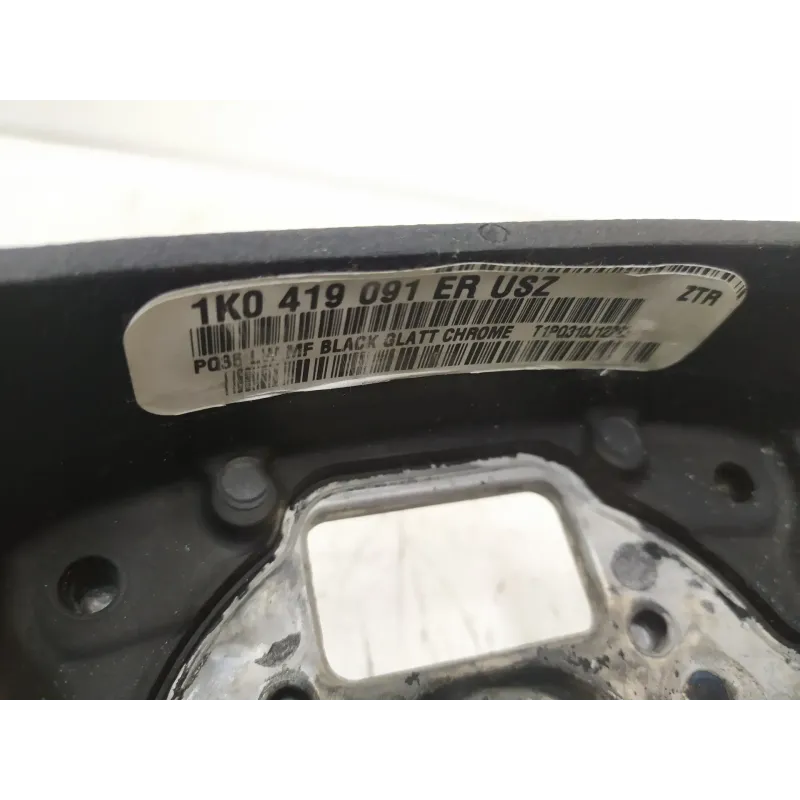 1K0 419 091 ER USZ
ZTR
PQ35 LW MF BLACK GLATT CHROME